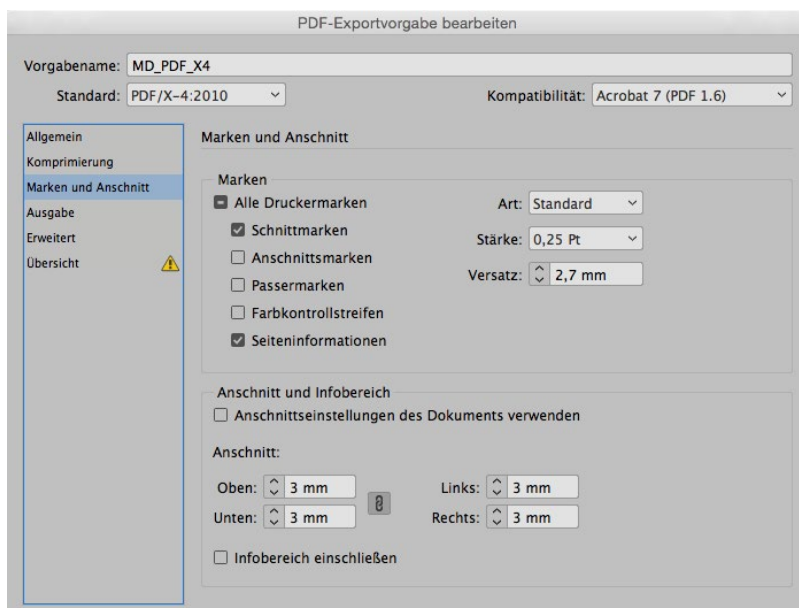 PDF-Exportvorgabe bearbeiten
Vorgabename: MD_PDF_X4
Standard: PDF/X-4:2010 Kompatibilität: Acrobat 7 (PDF 1.6)
Allgemein
Komprimierung
Marken und Anschnitt
Ausgabe
Erweitert
Übersicht
Marken und Anschnitt
Marken
Alle Druckermarken
Schnittmarken
Anschnittsmarken
Passermarken
Farbkontrollstreifen
Seiteninformationen
Art: Standard
Stärke: 0,25 Pt
Versatz: 2,7 mm
Anschnitt und Infobereich
Anschnittseinstellungen des Dokuments verwenden
Anschnitt:
Oben: 3 mm Links: 3 mm
Unten: 3 mm Rechts: 3 mm
Infobereich einschließen